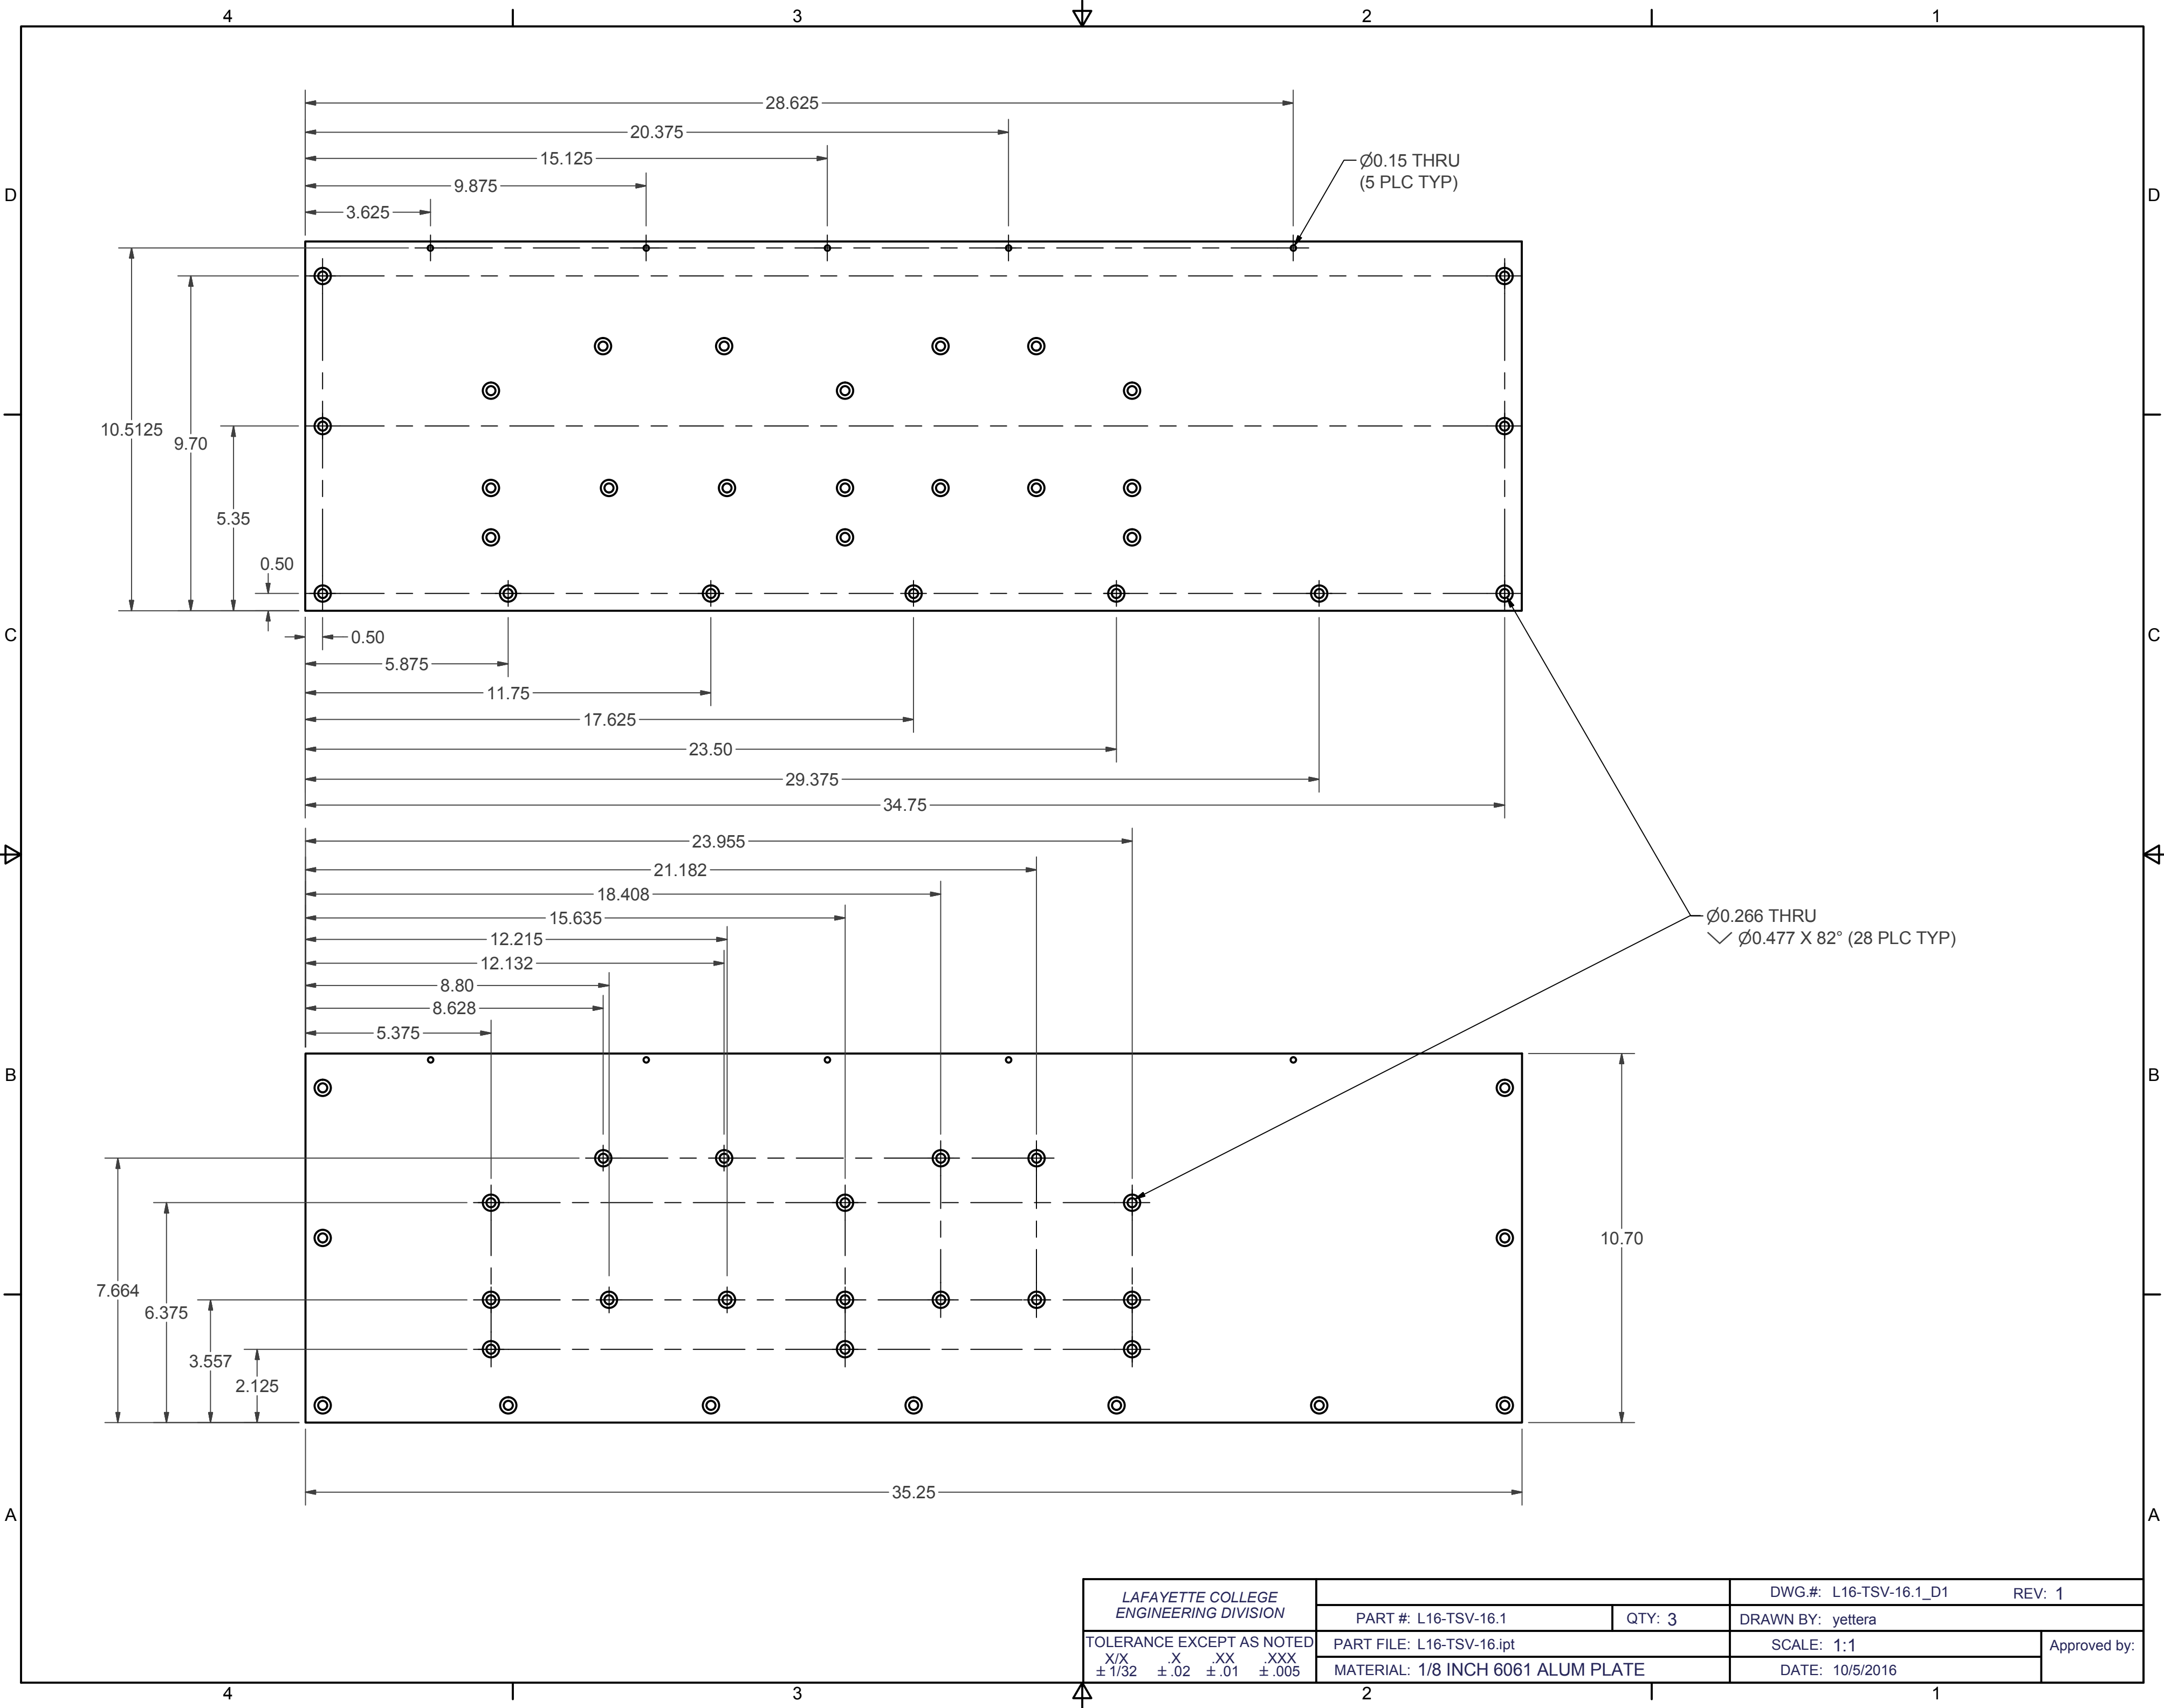 4 3 2 1
28.625
20.375
15.125
9.875
3.625
Ø0.15 THRU
(5 PLC TYP)
D D
10.5125
9.70
5.35
0.50
C C
0.50
5.875
11.75
17.625
23.50
29.375
34.75
23.955
21.182
18.408
15.635
12.215
12.132
8.80
8.628
5.375
Ø0.266 THRU
Ø0.477 X 82° (28 PLC TYP)
B B
10.70
7.664
6.375
3.557
2.125
35.25
A A
LAFAYETTE COLLEGE
ENGINEERING DIVISION
TOLERANCE EXCEPT AS NOTED
X/X .X .XX .XXX
± 1/32 ± .02 ± .01 ± .005
PART #: L16-TSV-16.1 QTY: 3
PART FILE: L16-TSV-16.ipt
MATERIAL: 1/8 INCH 6061 ALUM PLATE
DWG.#: L16-TSV-16.1_D1 REV: 1
DRAWN BY: yettera
SCALE: 1:1
DATE: 10/5/2016
Approved by:
4 3 2 1